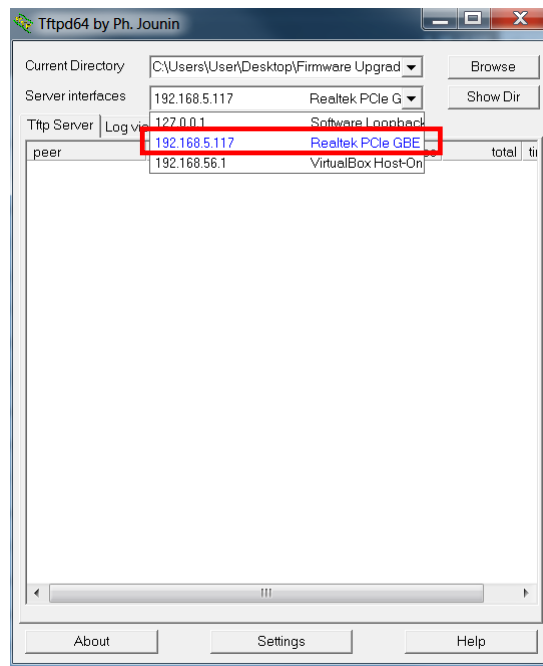 Tftpd64 by Ph. Jounin
Current Directory C:\Users\User\Desktop\Firmware Upgrad Browse
Server interfaces 192.168.5.117 Realtek PCIe G Show Dir
Tftp Server Log vie
127.0.0.1 Software Loopback
192.168.5.117 Realtek PCIe GBE
192.168.56.1 VirtualBox Host-On
peer total
About Settings Help